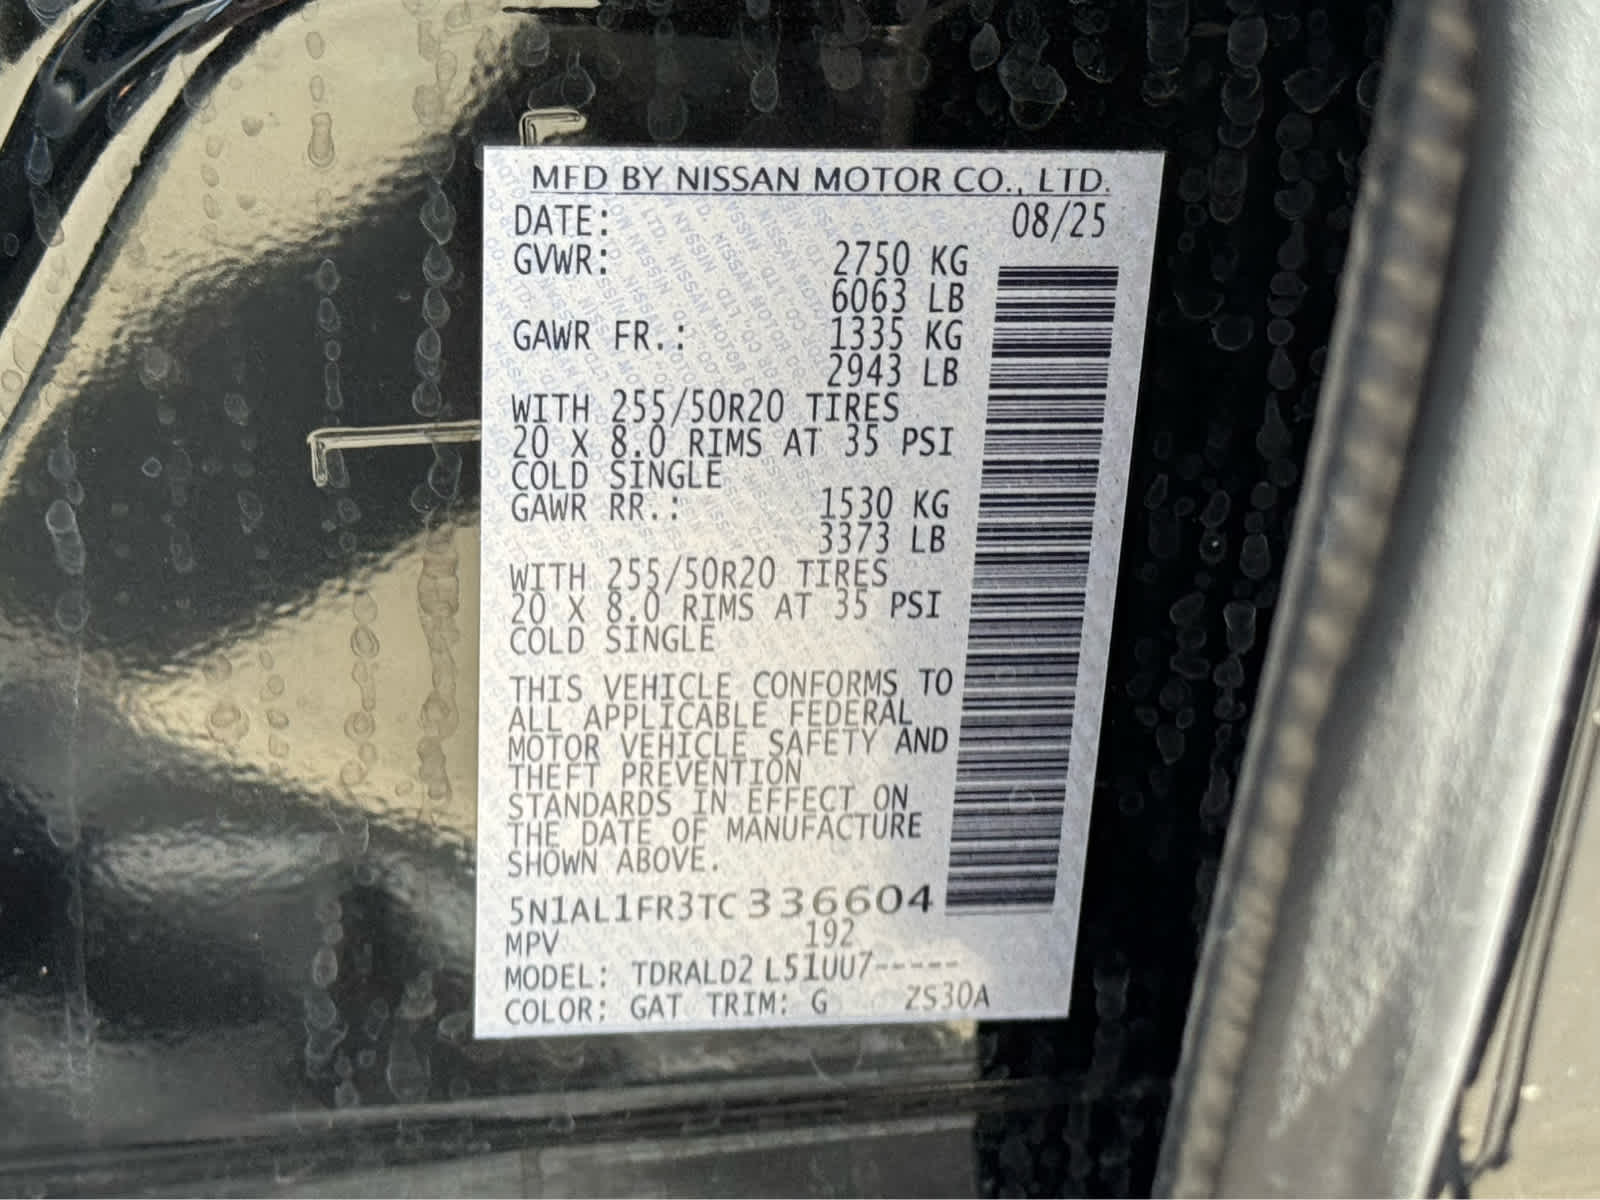 MFD BY NISSAN MOTOR CO., LTD.
DATE: 08/25
GVWR: 2750 KG
6063 LB
GAWR FR.: 1335 KG
2943 LB
WITH 255/50R20 TIRES
20 X 8.0 RIMS AT 35 PSI
COLD SINGLE
GAWR RR.: 1530 KG
3373 LB
WITH 255/50R20 TIRES
20 X 8.0 RIMS AT 35 PSI
COLD SINGLE
THIS VEHICLE CONFORMS TO
ALL APPLICABLE FEDERAL
MOTOR VEHICLE SAFETY AND
THEFT PREVENTION
STANDARDS IN EFFECT ON
THE DATE OF MANUFACTURE
SHOWN ABOVE.
5N1AL1FR3TC336604
MPV 192
MODEL: TDRALD2 L51UU7-----
COLOR: GAT TRIM: G ZS30A